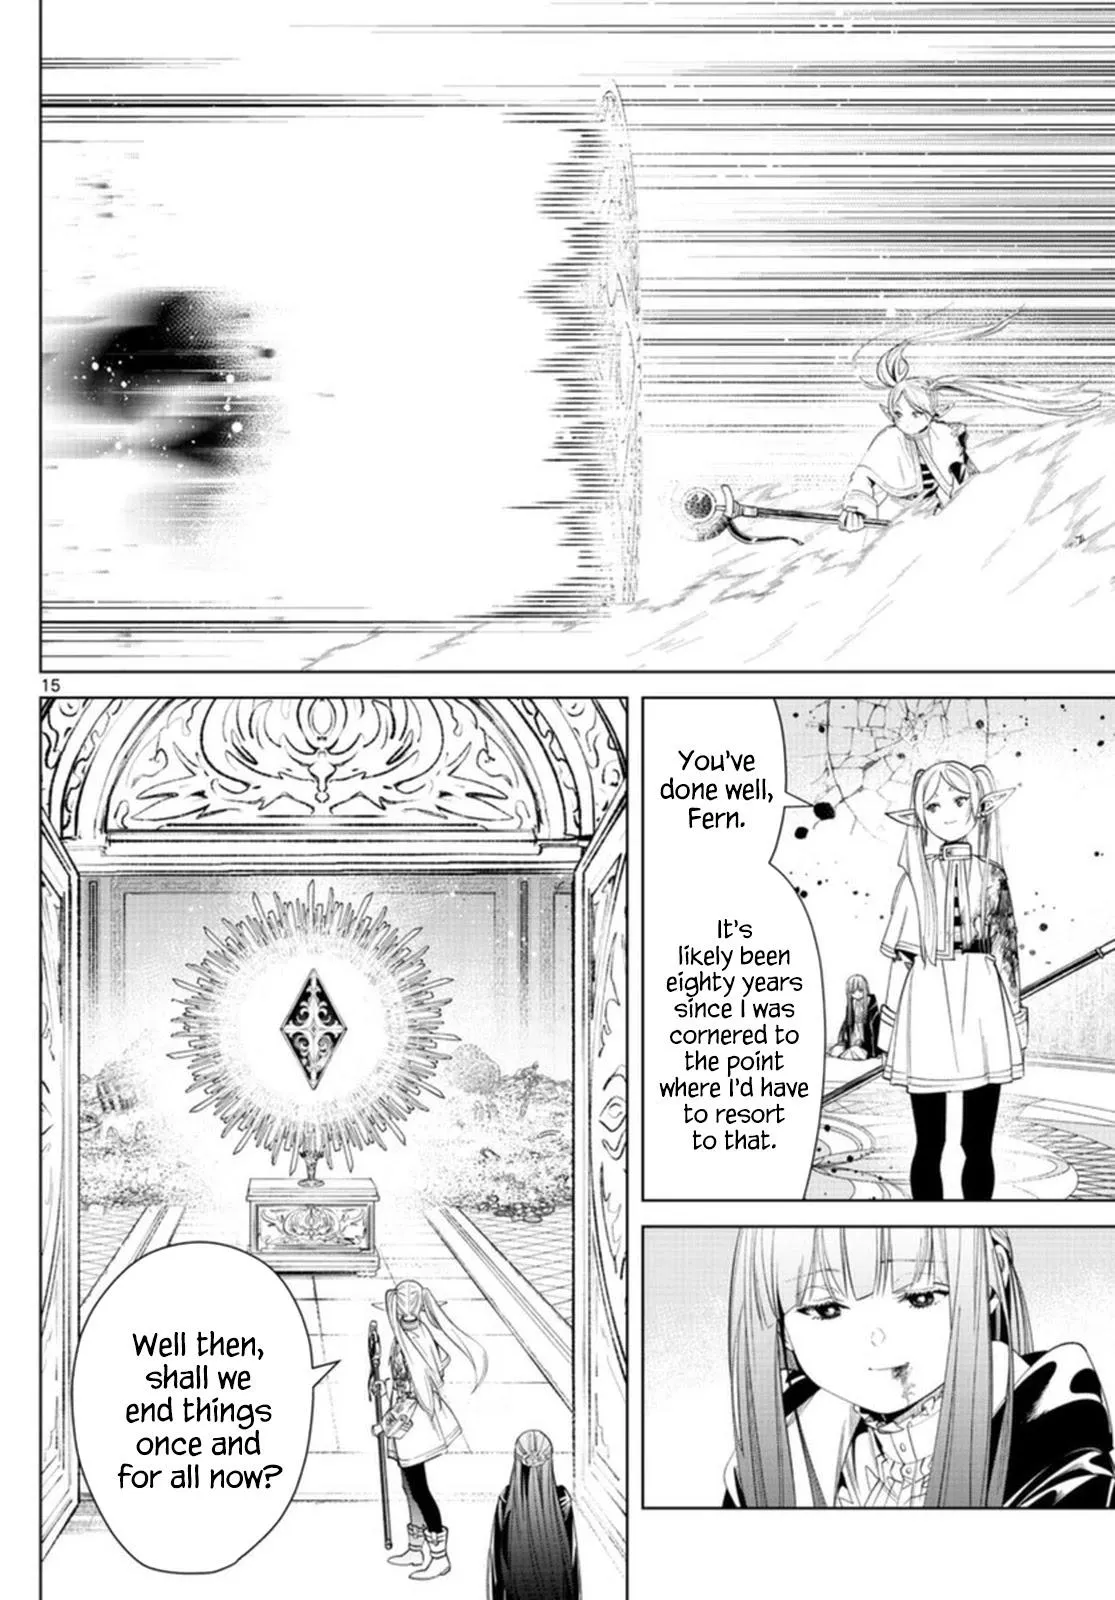 15
You've
done well,
Fern.
It's
likely been
eighty years
since I was
cornered to
the point
where I'd have
to resort
to that.
Well then,
shall we
end things
once and
for all now?